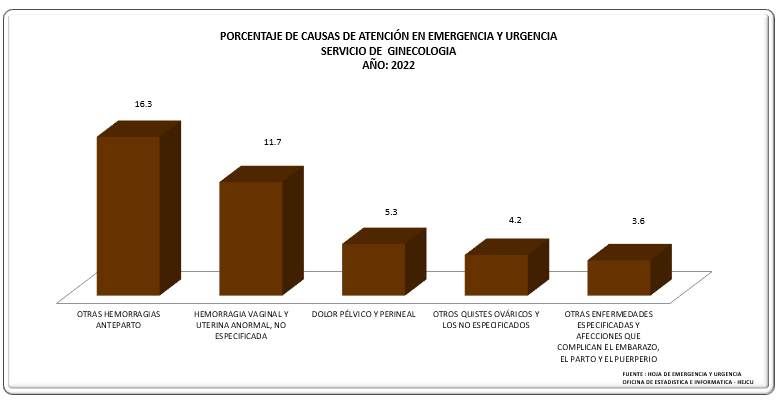 PORCENTAJE DE CAUSAS DE ATENCIÓN EN EMERGENCIA Y URGENCIA
SERVICIO DE GINECOLOGIA
AÑO: 2022
16.3
11.7
5.3
4.2
3.6
OTRAS HEMORRAGIAS
ANTEPARTO
HEMORRAGIA VAGINAL Y
UTERINA ANORMAL, NO
ESPECIFICADA
DOLOR PÉLVICO Y PERINEAL
OTROS QUISTES OVÁRICOS Y
LOS NO ESPECIFICADOS
OTRAS ENFERMEDADES
ESPECIFICADAS Y
AFECCIONES QUE
COMPLICAN EL EMBARAZO,
EL PARTO Y EL PUERPERIO
FUENTE : HOJA DE EMERGENCIA Y URGENCIA
OFICINA DE ESTADISTICA E INFORMATICA - HEJCU